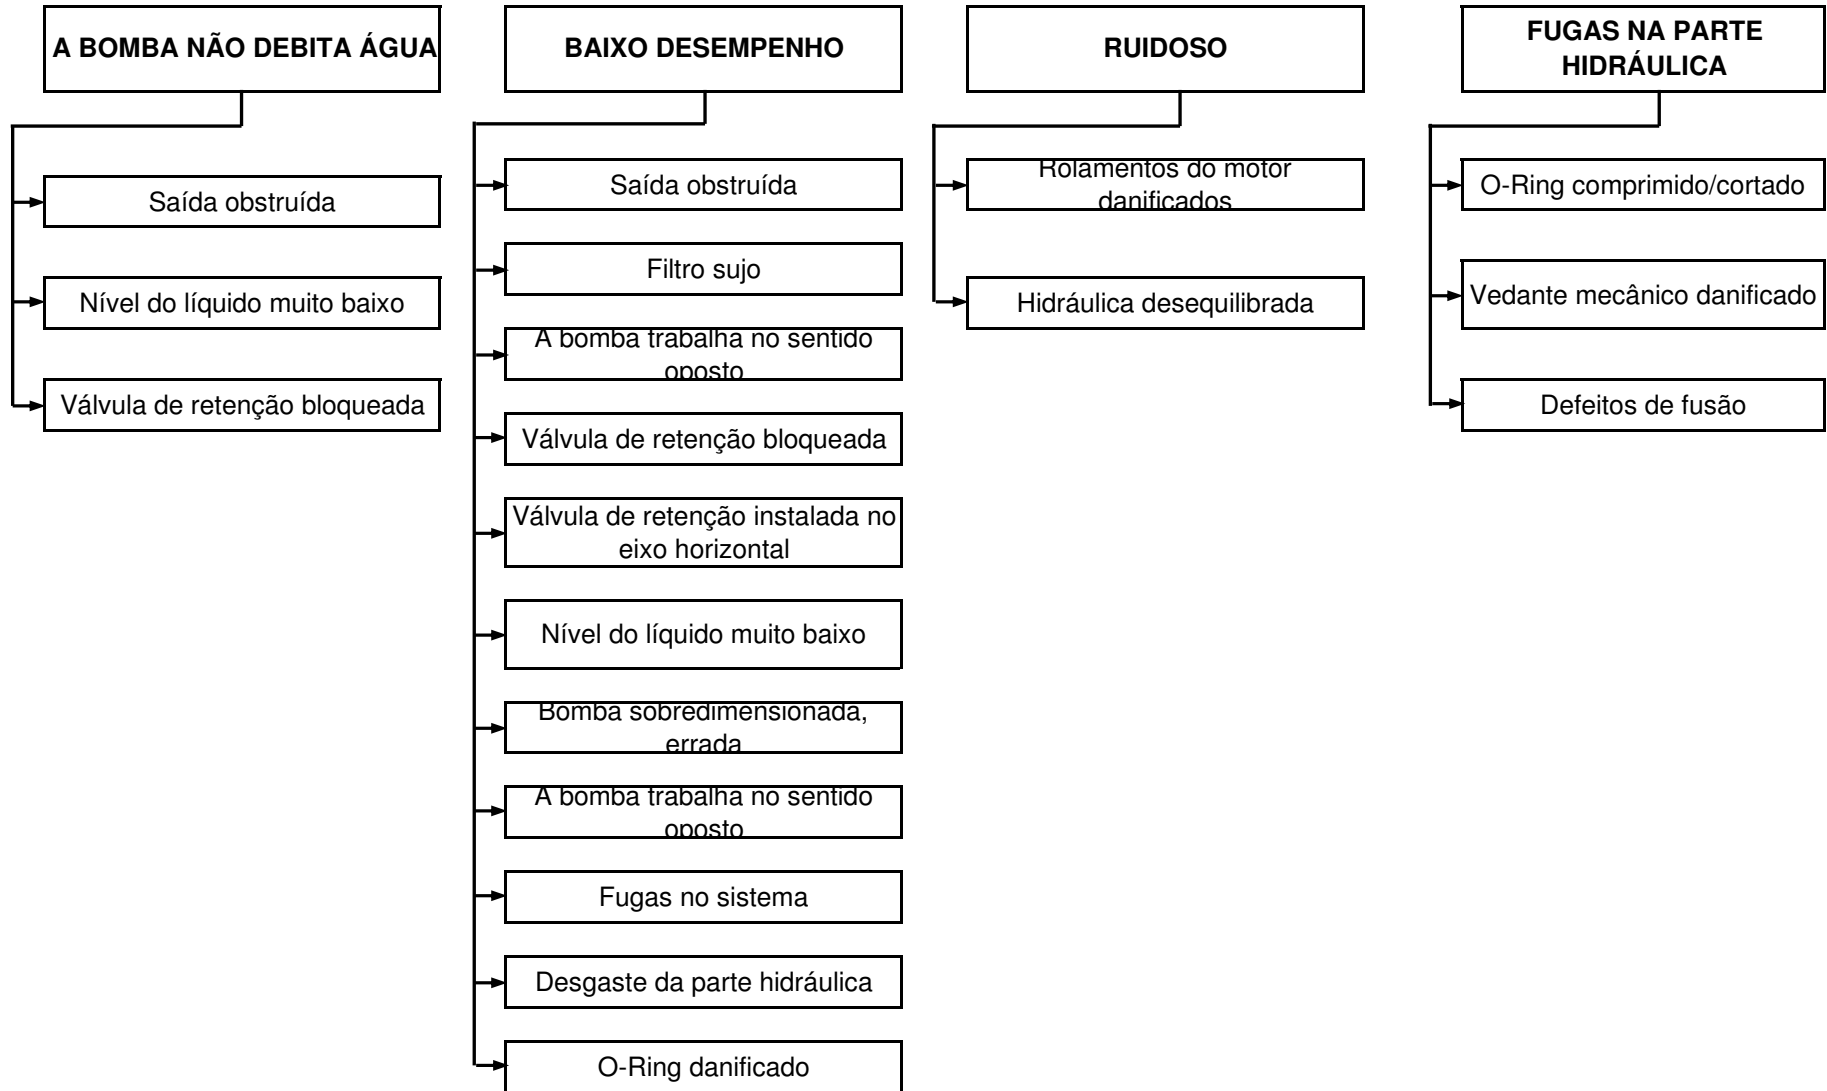 A BOMBA NÃO DEBITA ÁGUA
Saída obstruída
Nível do líquido muito baixo
Válvula de retenção bloqueada
BAIXO DESEMPENHO
Saída obstruída
Filtro sujo
A bomba trabalha no sentido
oposto
Válvula de retenção bloqueada
Válvula de retenção instalada no
eixo horizontal
Nível do líquido muito baixo
Bomba sobredimensionada,
errada
A bomba trabalha no sentido
oposto
Fugas no sistema
Desgaste da parte hidráulica
O-Ring danificado
RUIDOSO
Rolamentos do motor
danificados
Hidráulica desequilibrada
FUGAS NA PARTE
HIDRÁULICA
O-Ring comprimido/cortado
Vedante mecânico danificado
Defeitos de fusão